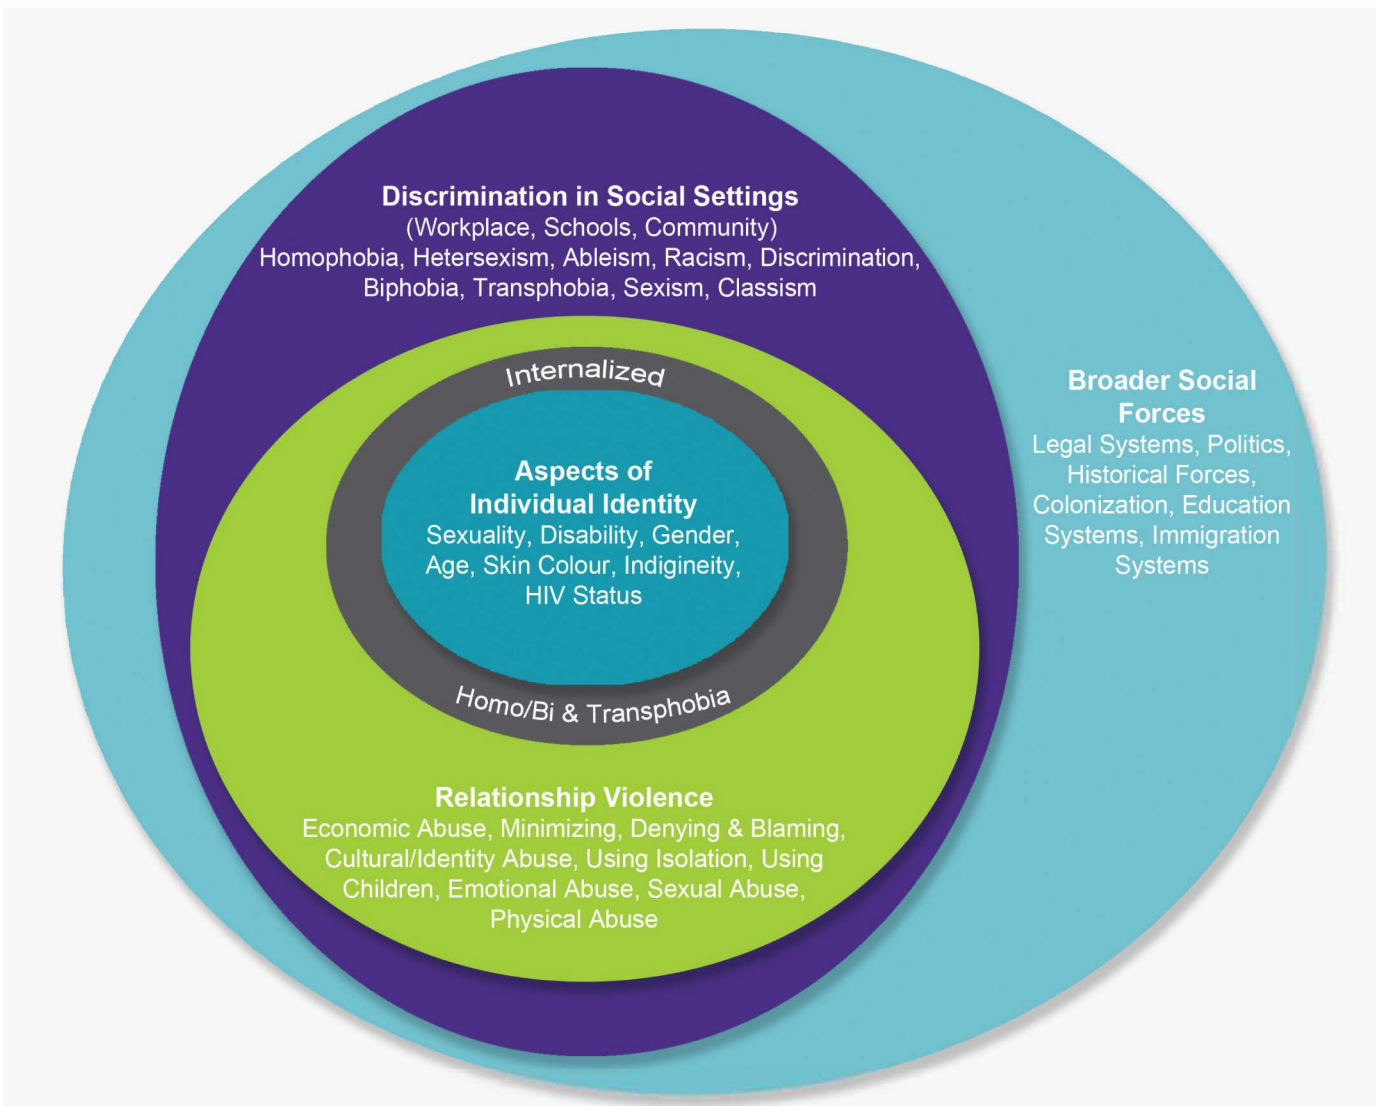 Discrimination in Social Settings
(Workplace, Schools, Community)
Homophobia, Hetersexism, Ableism, Racism, Discrimination,
Biphobia, Transphobia, Sexism, Classism
Internalized
Aspects of
Individual Identity
Sexuality, Disability, Gender,
Age, Skin Colour, Indigineity,
HIV Status
Homo/Bi & Transphobia
Relationship Violence
Economic Abuse, Minimizing, Denying & Blaming,
Cultural/Identity Abuse, Using Isolation, Using
Children, Emotional Abuse, Sexual Abuse,
Physical Abuse
Broader Social
Forces
Legal Systems, Politics,
Historical Forces,
Colonization, Education
Systems, Immigration
Systems